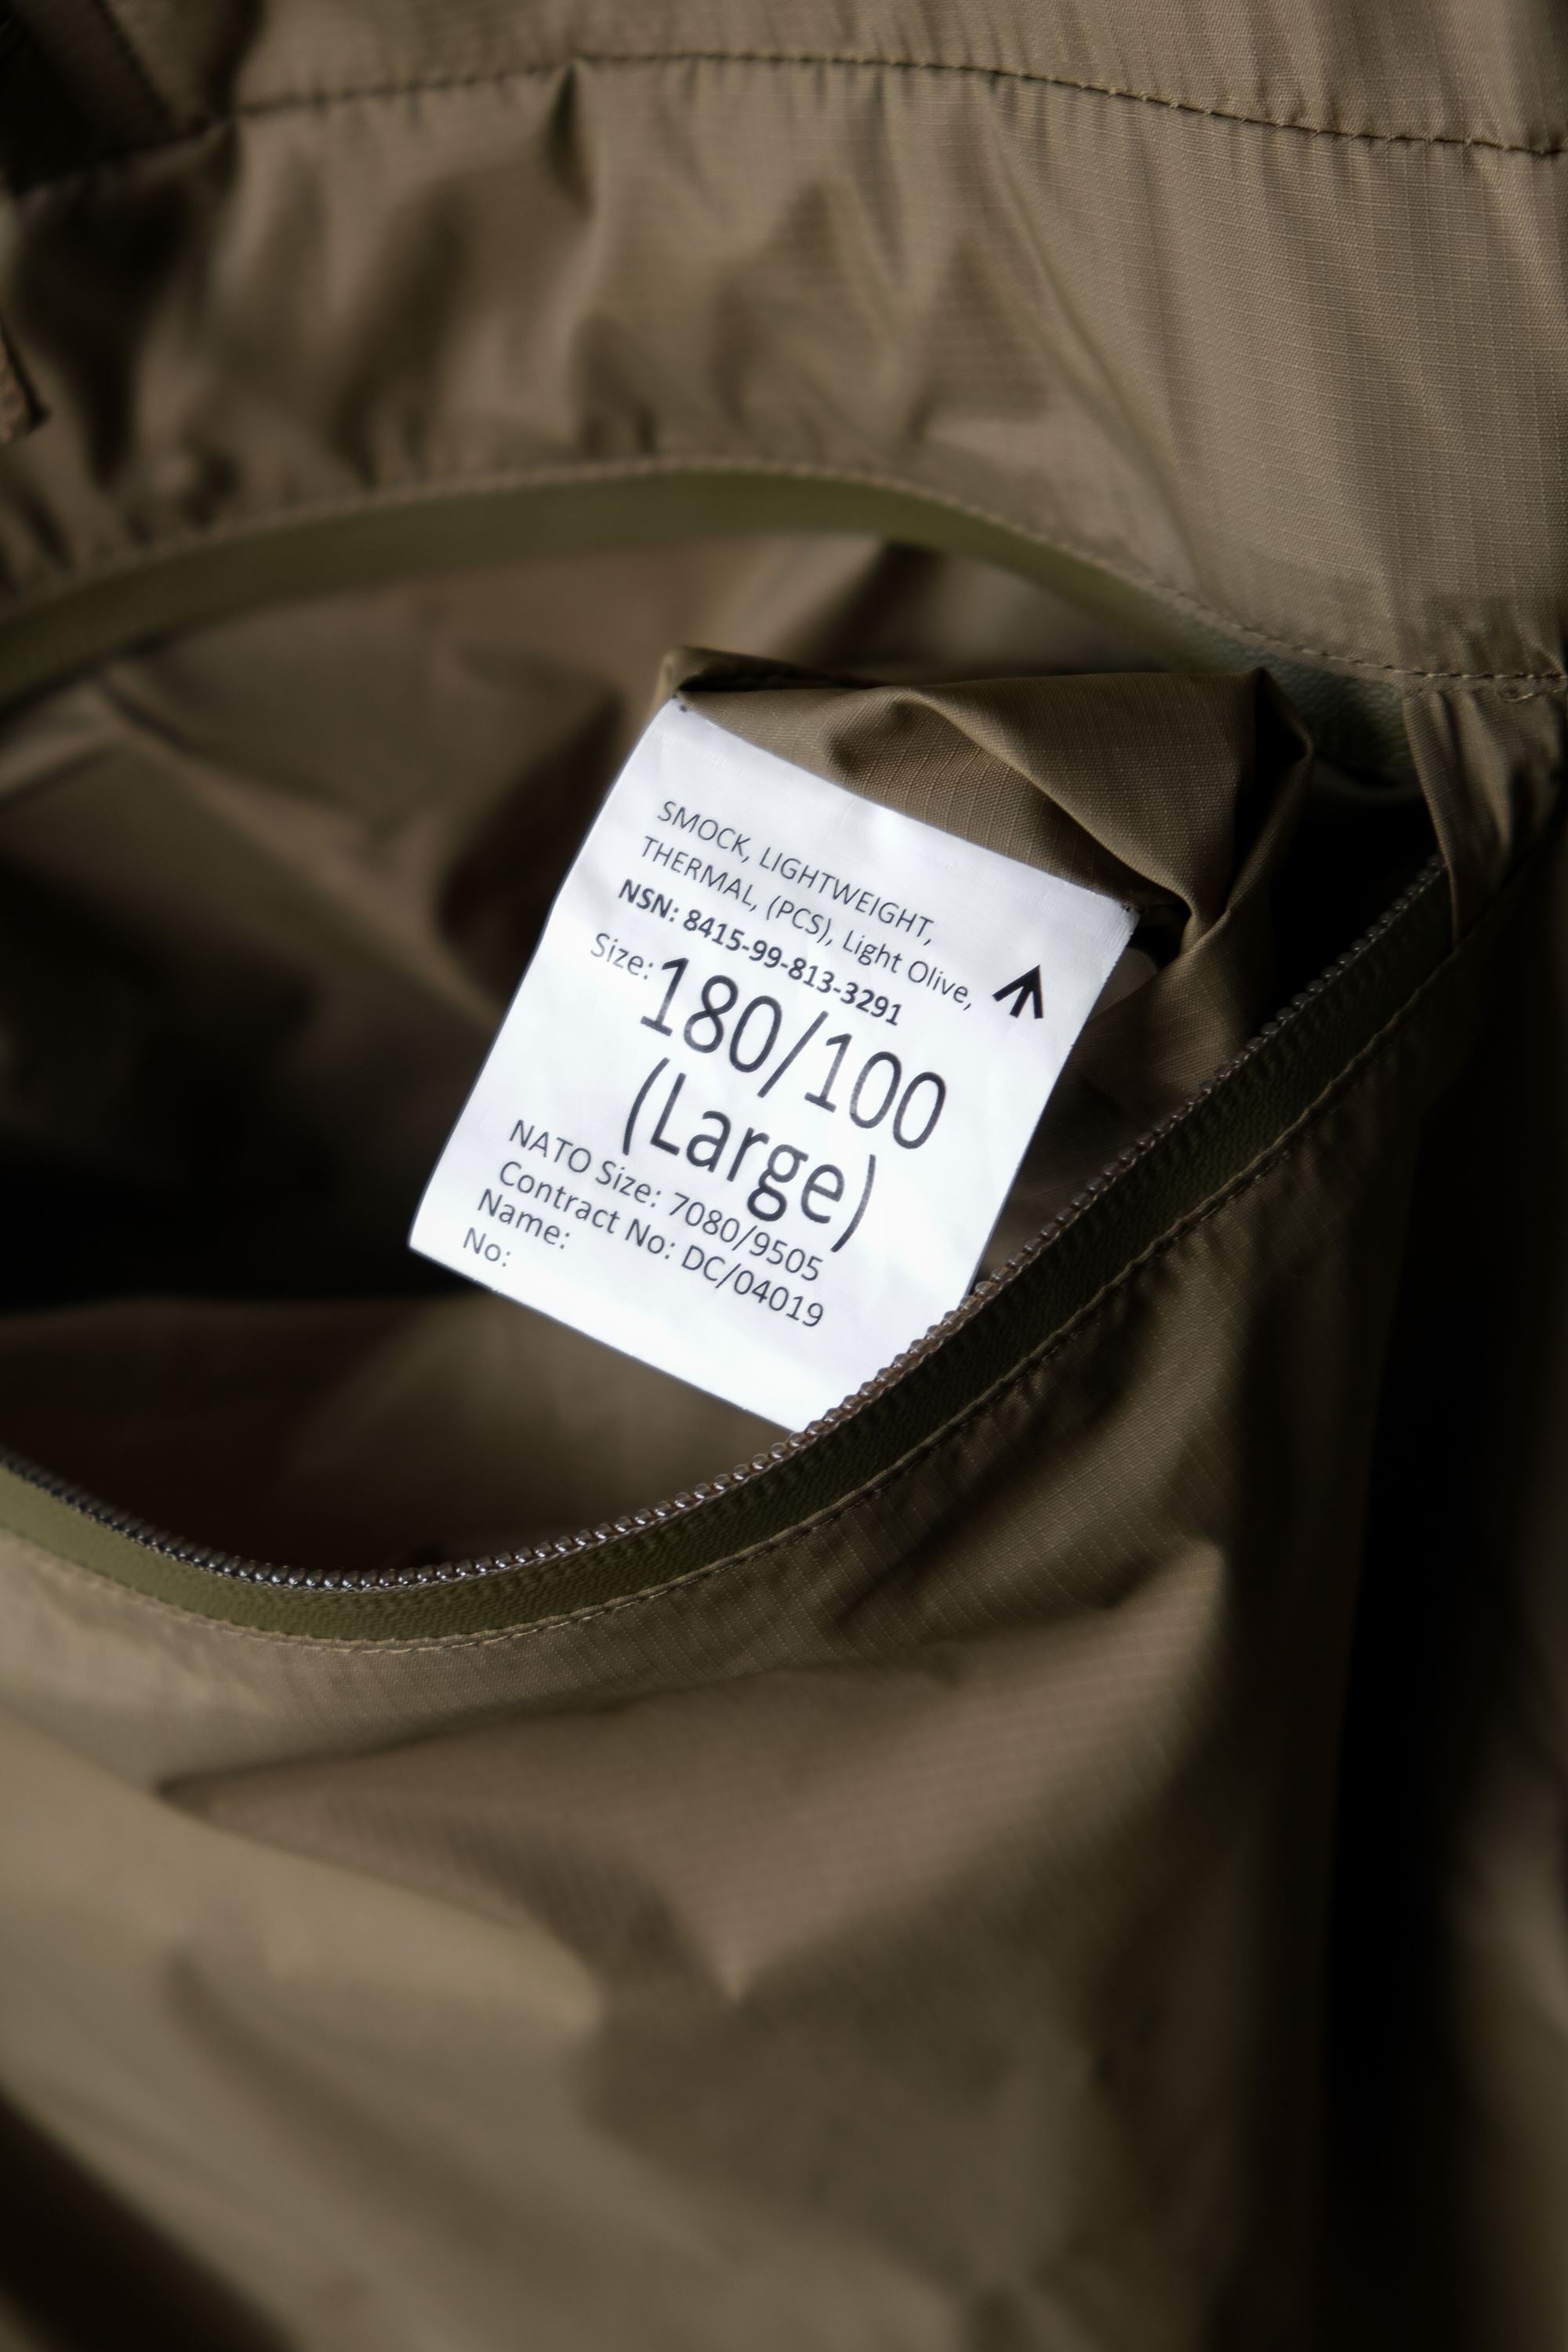 SMOCK, LIGHTWEIGHT,
THERMAL, (PCS), Light Olive,
NSN: 8415-99-813-3291
Size: 180/100
(Large)
NATO Size: 7080/9505
Contract No: DC/04019
Name:
No: